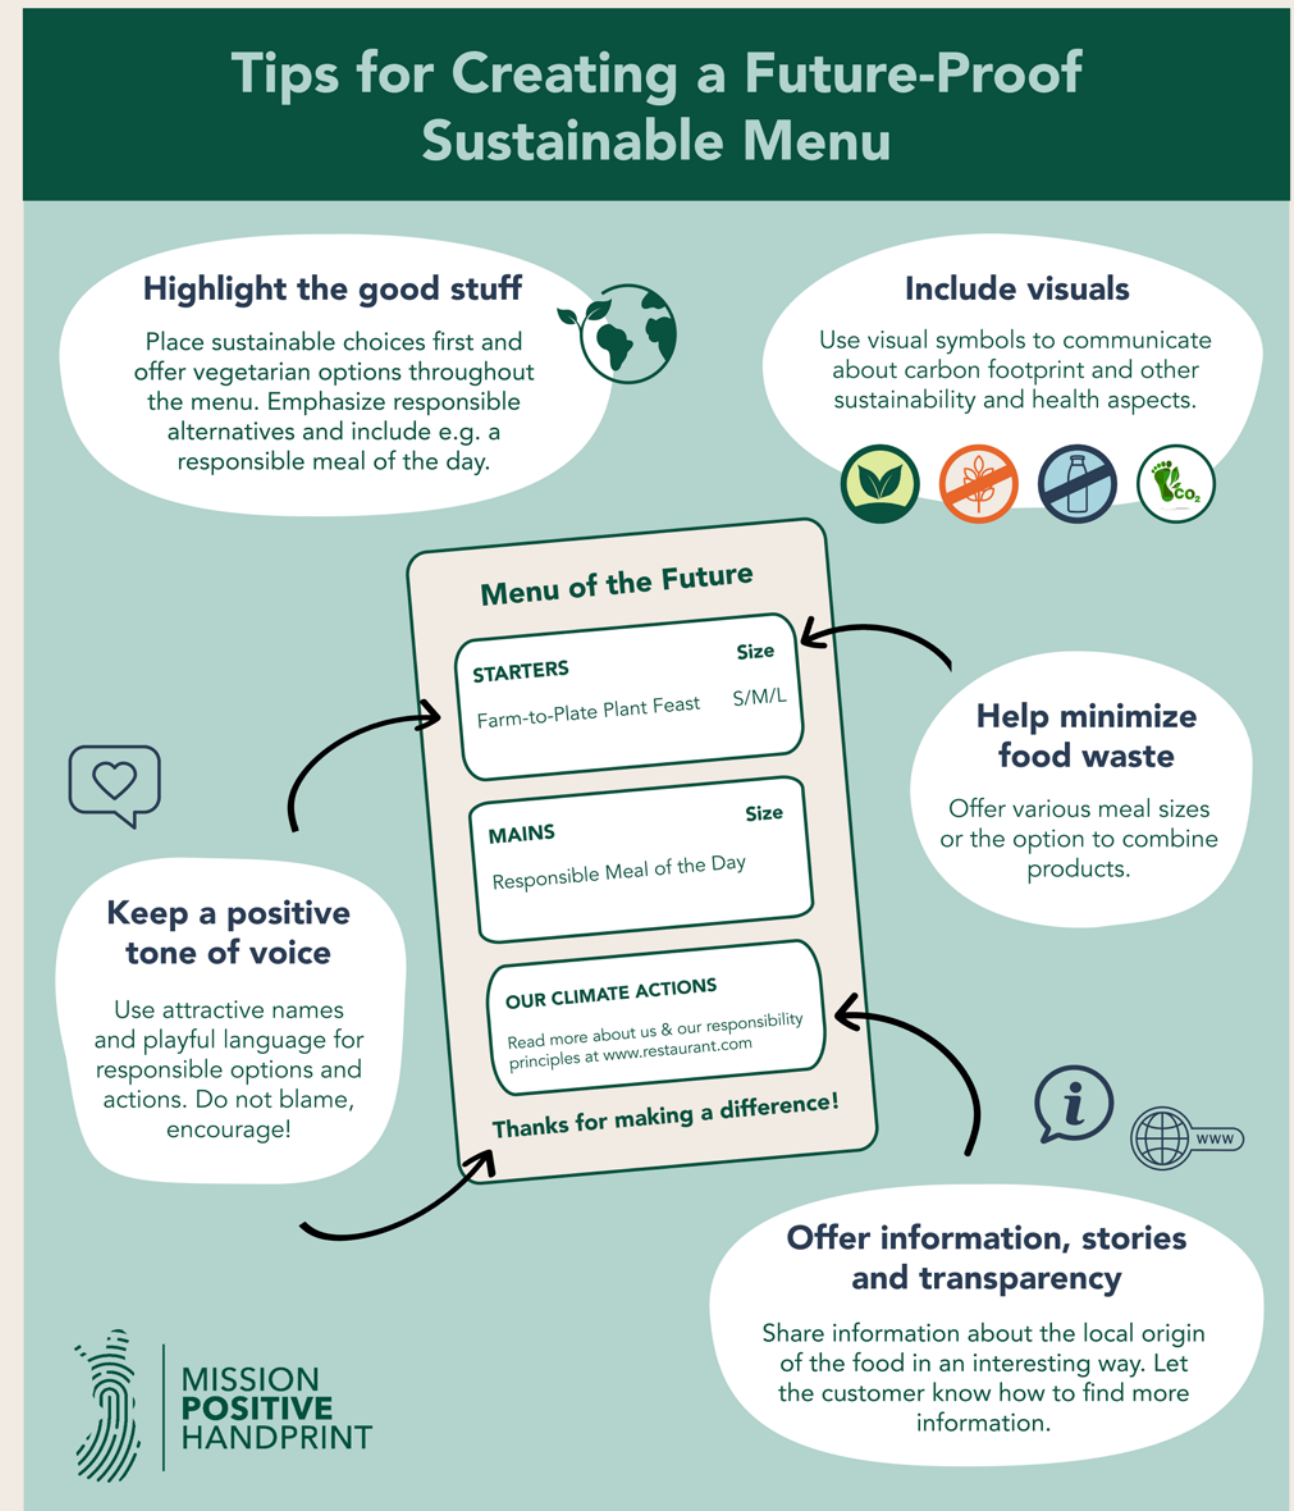 Tips for Creating a Future-Proof
Sustainable Menu
Highlight the good stuff
Place sustainable choices first and
offer vegetarian options throughout
the menu. Emphasize responsible
alternatives and include e.g. a
responsible meal of the day.
Include visuals
Use visual symbols to communicate
about carbon footprint and other
sustainability and health aspects.
CO₂
Menu of the Future
STARTERS Size
Farm-to-Plate Plant Feast S/M/L
MAINS Size
Responsible Meal of the Day
OUR CLIMATE ACTIONS
Read more about us & our responsibility
principles at www.restaurant.com
Thanks for making a difference!
Help minimize
food waste
Offer various meal sizes
or the option to combine
products.
Keep a positive
tone of voice
Use attractive names
and playful language for
responsible options and
actions. Do not blame,
encourage!
i
www
Offer information, stories
and transparency
Share information about the local origin
of the food in an interesting way. Let
the customer know how to find more
information.
MISSION
POSITIVE
HANDPRINT